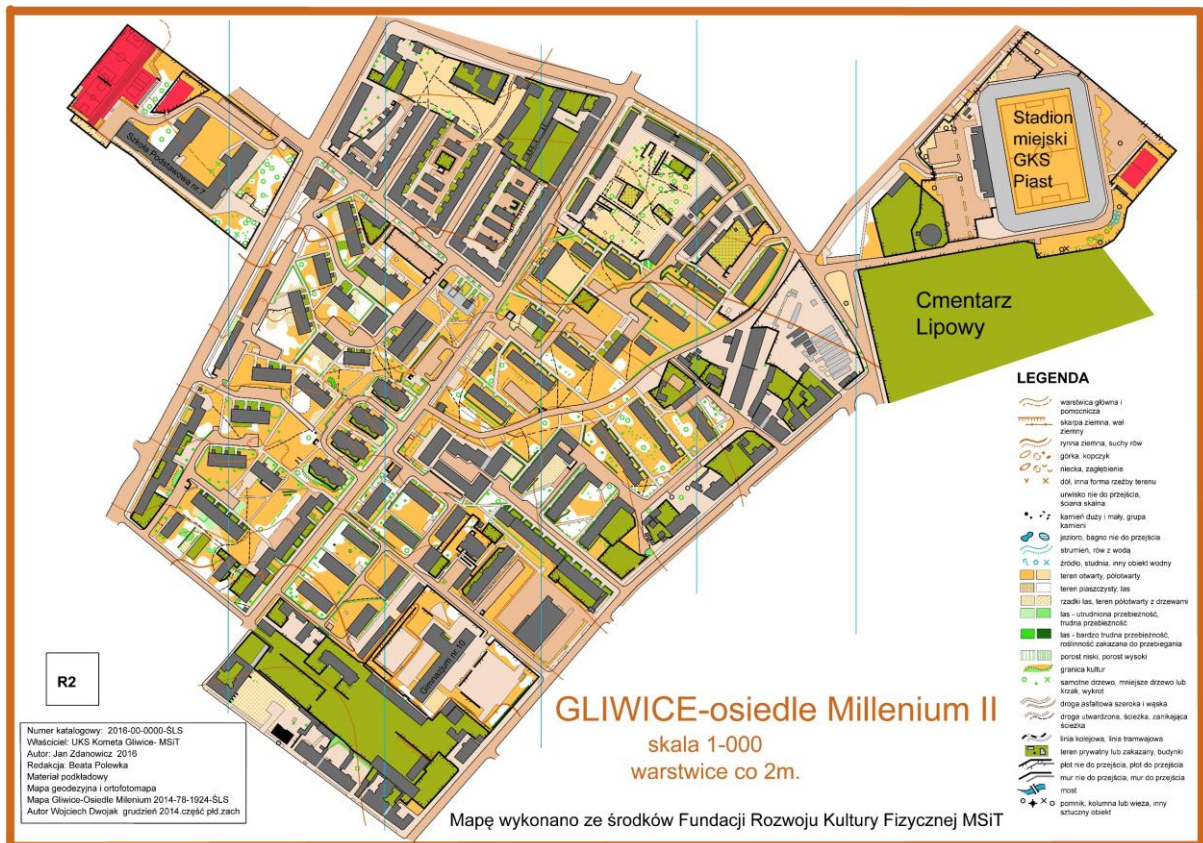 Szkoła Podstawowa nr.7
Stadion
miejski
GKS
Piast
Cmentarz
Lipowy
Gimnazjum nr.10
LEGENDA
warstwica główna i
pomocnicza
skarpa ziemna, wał
ziemny
rynna ziemna, suchy rów
górka, kopczyk
niecka, zagłębienie
dół, inna forma rzeźby terenu
urwisko nie do przejścia,
ściana skalna
kamień duży i mały, grupa
kamieni
jezioro, bagno nie do przejścia
strumień, rów z wodą
źródło, studnia, inny obiekt wodny
teren otwarty, półotwarty
teren piaszczysty, las
rzadki las, teren półotwarty z drzewami
las - utrudniona przebieżność,
trudna przebieżność
las - bardzo trudna przebieżność,
roślinność zakazana do przebiegania
porost niski, porost wysoki
granica kultur
samotne drzewo, mniejsze drzewo lub
krzak, wykrot
droga asfaltowa szeroka i wąska
droga utwardzona, ścieżka, zanikająca
ścieżka
linia kolejowa, linia tramwajowa
teren prywatny lub zakazany, budynki
płot nie do przejścia, płot do przejścia
mur nie do przejścia, mur do przejścia
most
pomnik, kolumna lub wieża, inny
sztuczny obiekt
R2
Numer katalogowy: 2016-00-0000-ŚLS
Właściciel: UKS Kometa Gliwice- MSiT
Autor: Jan Zdanowicz 2016
Redakcja: Beata Polewka
Materiał podkładowy
Mapa geodezyjna i ortofotomapa
Mapa Gliwice-Osiedle Milenium 2014-78-1924-ŚLS
Autor Wojciech Dwojak grudzień 2014.część płd.zach
GLIWICE-osiedle Millenium II
skala 1-000
warstwice co 2m.
Mapę wykonano ze środków Fundacji Rozwoju Kultury Fizycznej MSiT